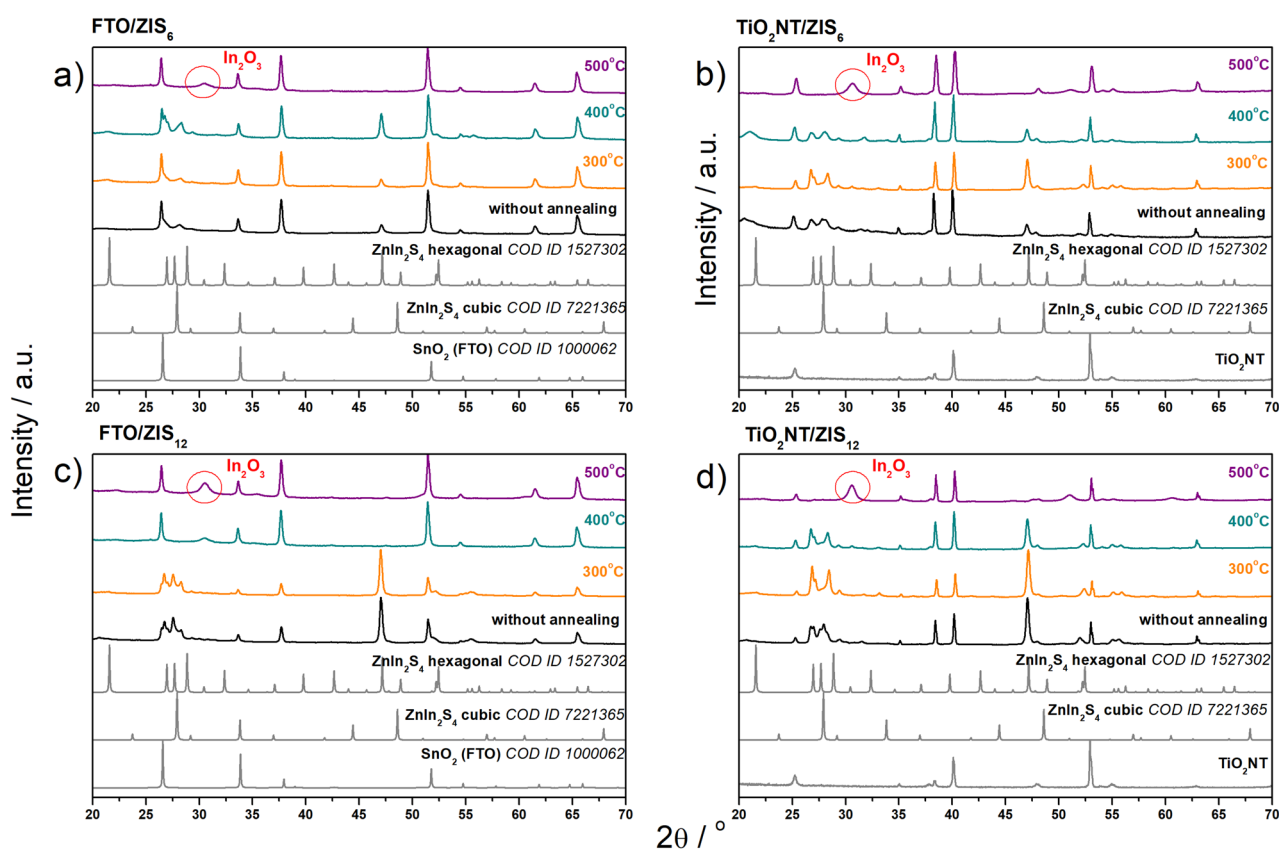 FTO/ZIS₆
a)
In₂O₃
500°C
400°C
300°C
without annealing
ZnIn₂S₄ hexagonal COD ID 1527302
ZnIn₂S₄ cubic COD ID 7221365
SnO₂ (FTO) COD ID 1000062
20 25 30 35 40 45 50 55 60 65 70
Intensity / a.u.
TiO₂NT/ZIS₆
b)
In₂O₃
500°C
400°C
300°C
without annealing
ZnIn₂S₄ hexagonal COD ID 1527302
ZnIn₂S₄ cubic COD ID 7221365
TiO₂NT
20 25 30 35 40 45 50 55 60 65 70
Intensity / a.u.
FTO/ZIS₁₂
c)
In₂O₃
500°C
400°C
300°C
without annealing
ZnIn₂S₄ hexagonal COD ID 1527302
ZnIn₂S₄ cubic COD ID 7221365
SnO₂ (FTO) COD ID 1000062
20 25 30 35 40 45 50 55 60 65 70
TiO₂NT/ZIS₁₂
d)
In₂O₃
500°C
400°C
300°C
without annealing
ZnIn₂S₄ hexagonal COD ID 1527302
ZnIn₂S₄ cubic COD ID 7221365
TiO₂NT
20 25 30 35 40 45 50 55 60 65 70
2θ / °